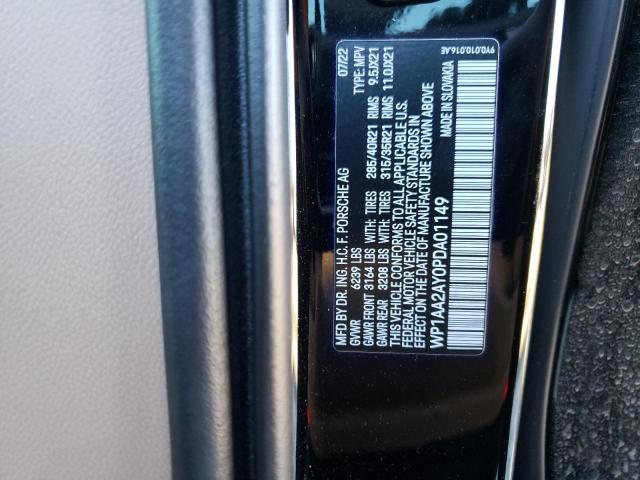 MFD BY DR. ING. H.C. F. PORSCHE AG 07/22
GVWR 6239 LBS TYPE: MPV
GAWR FRONT 3164 LBS WITH: TIRES 285/40R21 RIMS 9.5JX21
GAWR REAR 3208 LBS WITH: TIRES 315/35R21 RIMS 11.0JX21
THIS VEHICLE CONFORMS TO ALL APPLICABLE U.S.
FEDERAL MOTOR VEHICLE SAFETY STANDARDS IN
EFFECT ON THE DATE OF MANUFACTURE SHOWN ABOVE
WP1AA2AY0PDA01149 MADE IN SLOVAKIA
9Y0.010.016.AE